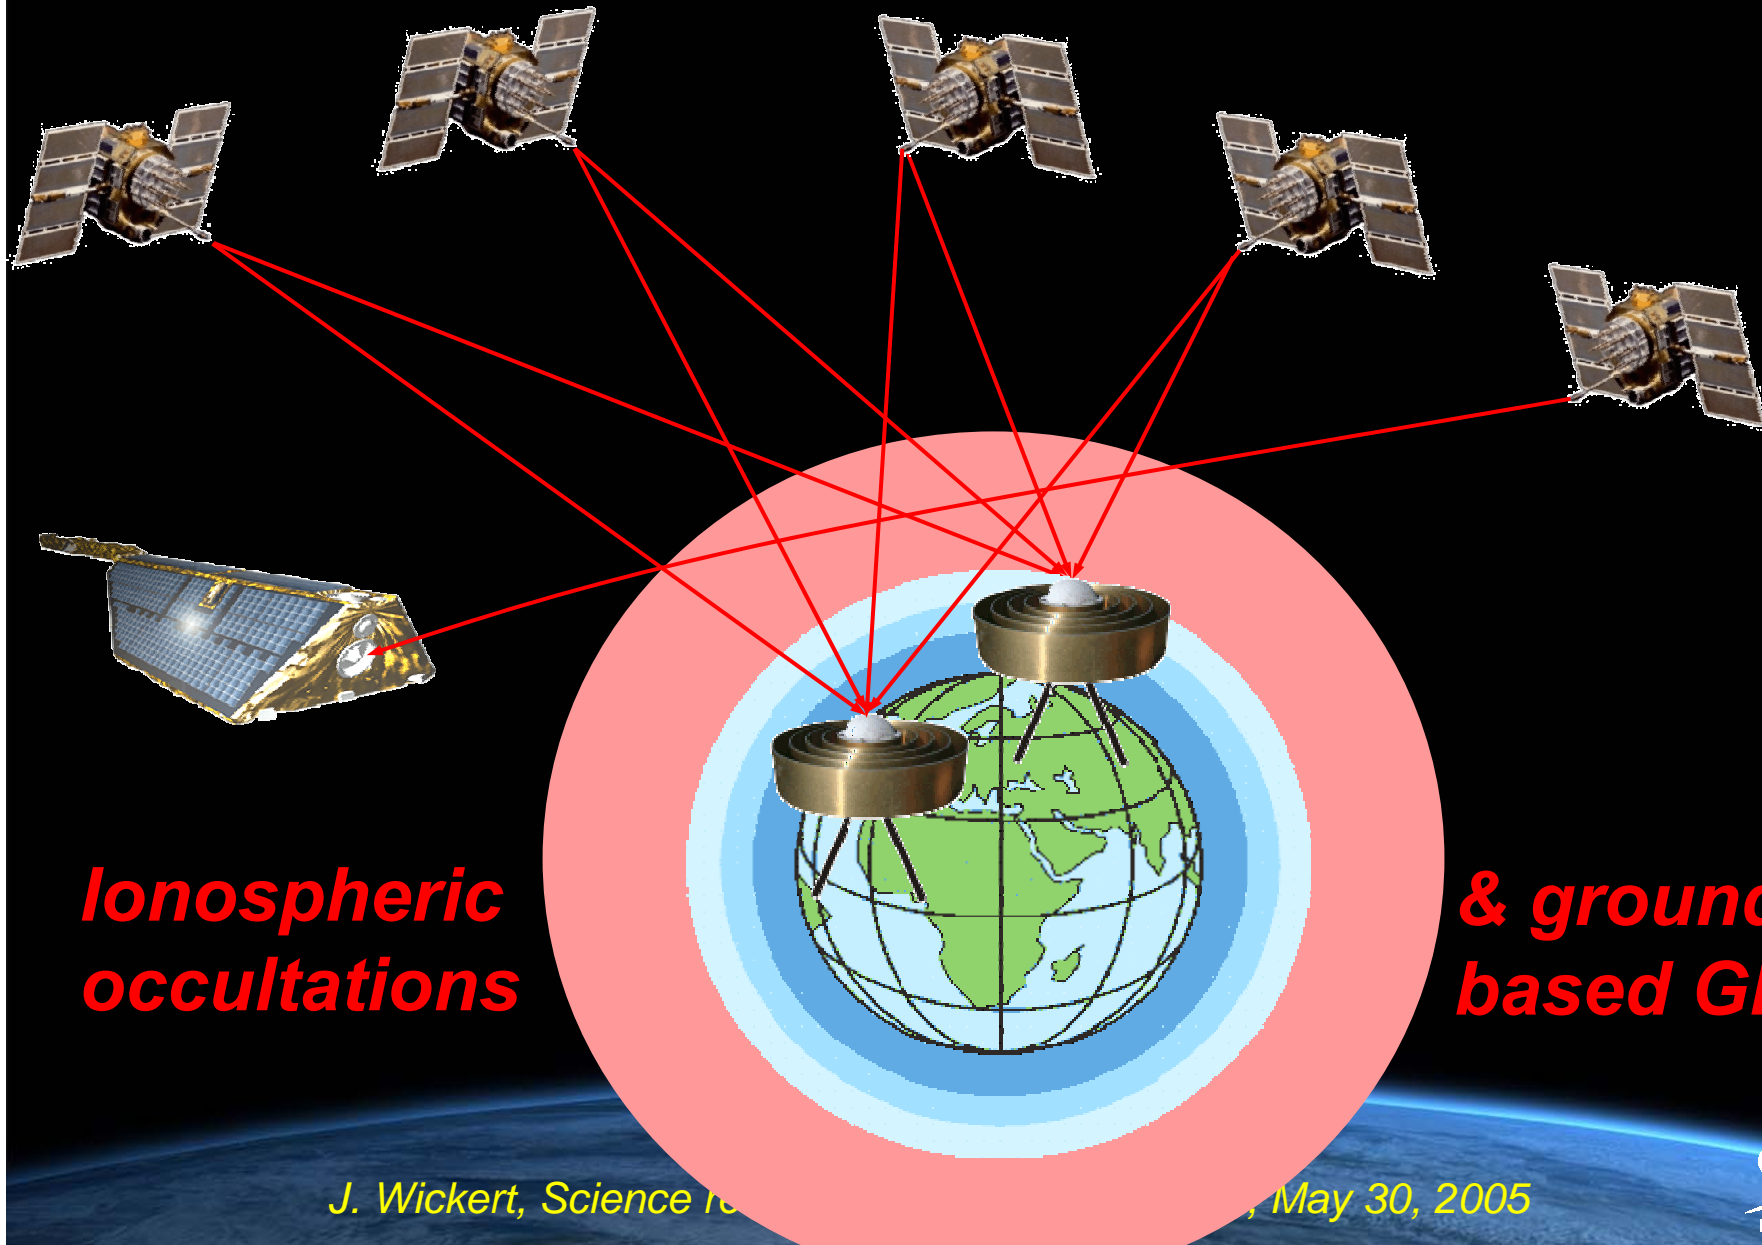 Ionospheric
occultations
& ground
based
J. Wickert, Science
, May 30, 2005